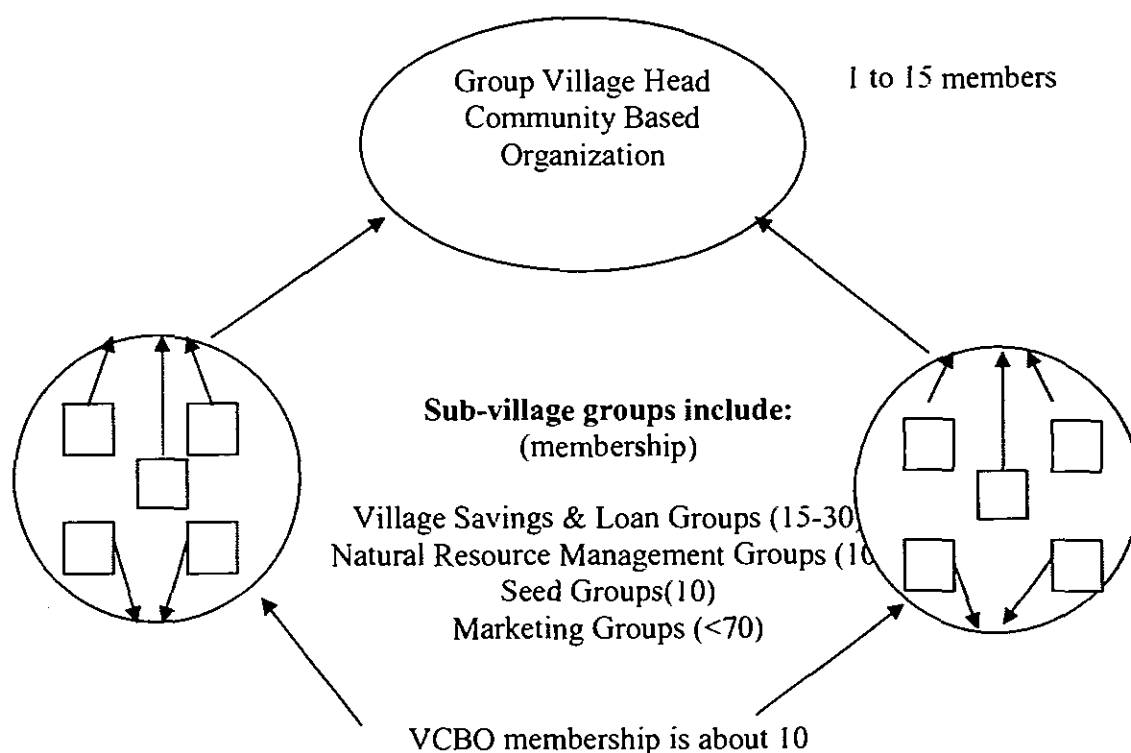 Group Village Head
Community Based
Organization
1 to 15 members
Sub-village groups include:
(membership)
Village Savings & Loan Groups (15-30)
Natural Resource Management Groups (10
Seed Groups(10)
Marketing Groups (<70)
VCBO membership is about 10